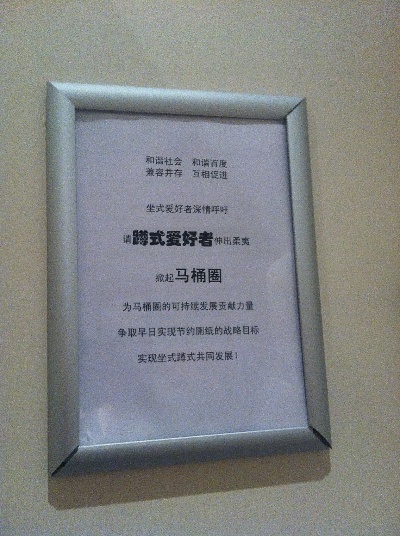 和谐社会 和谐百度
兼容并存 互相促进
坐式爱好者深情呼吁
请蹲式爱好者伸出柔荑
掀起马桶圈
为马桶圈的可持续发展贡献力量
争取早日实现节约厕纸的战略目标
实现坐式蹲式共同发展！